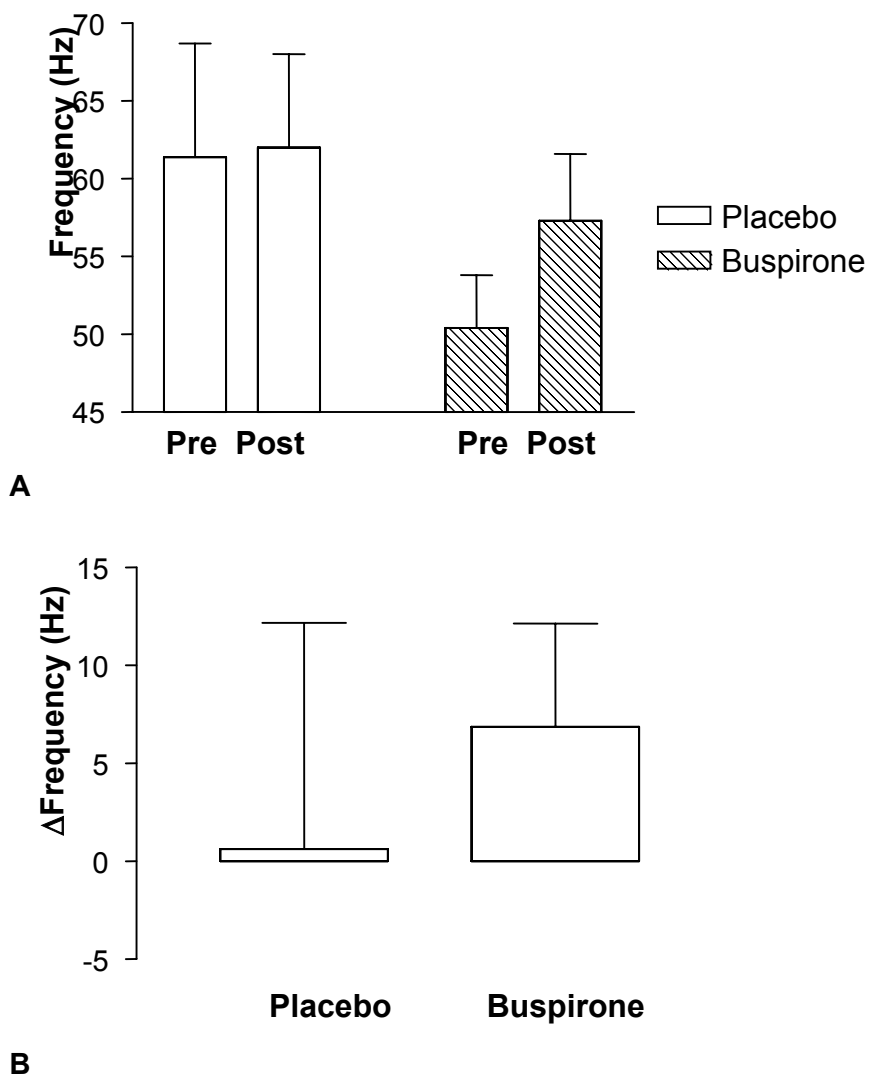 Frequency (Hz)
70
65
60
55
50
45
Pre Post
Pre Post
Placebo
Buspirone
A
ΔFrequency (Hz)
15
10
5
0
-5
Placebo
Buspirone
B